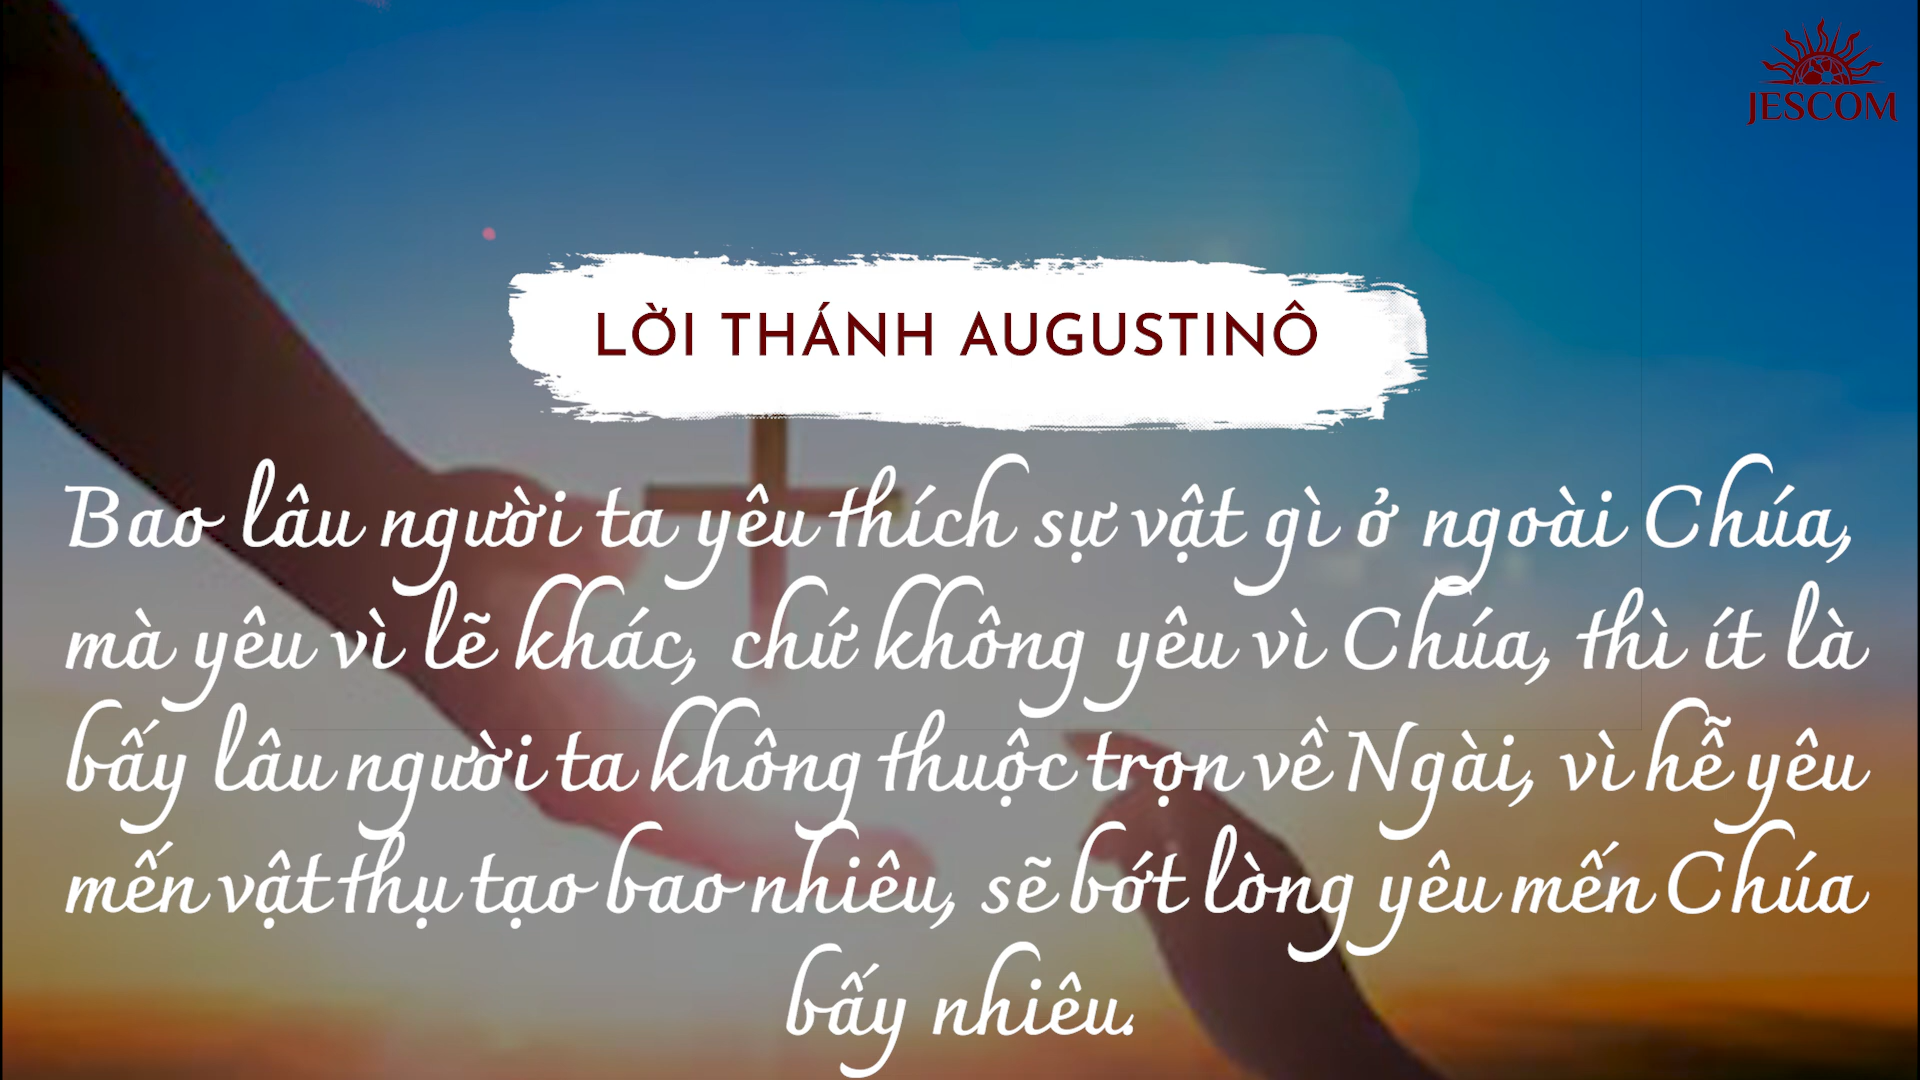 JESCOM
LỜI THÁNH AUGUSTINÔ
Bao lâu người ta yêu thích sự vật gì ở ngoài Chúa,
mà yêu vì lẽ khác, chứ không yêu vì Chúa, thì ít là
bấy lâu người ta không thuộc trọn về Ngài, vì hễ yêu
mến vật thụ tạo bao nhiêu, sẽ bớt lòng yêu mến Chúa
bấy nhiêu.